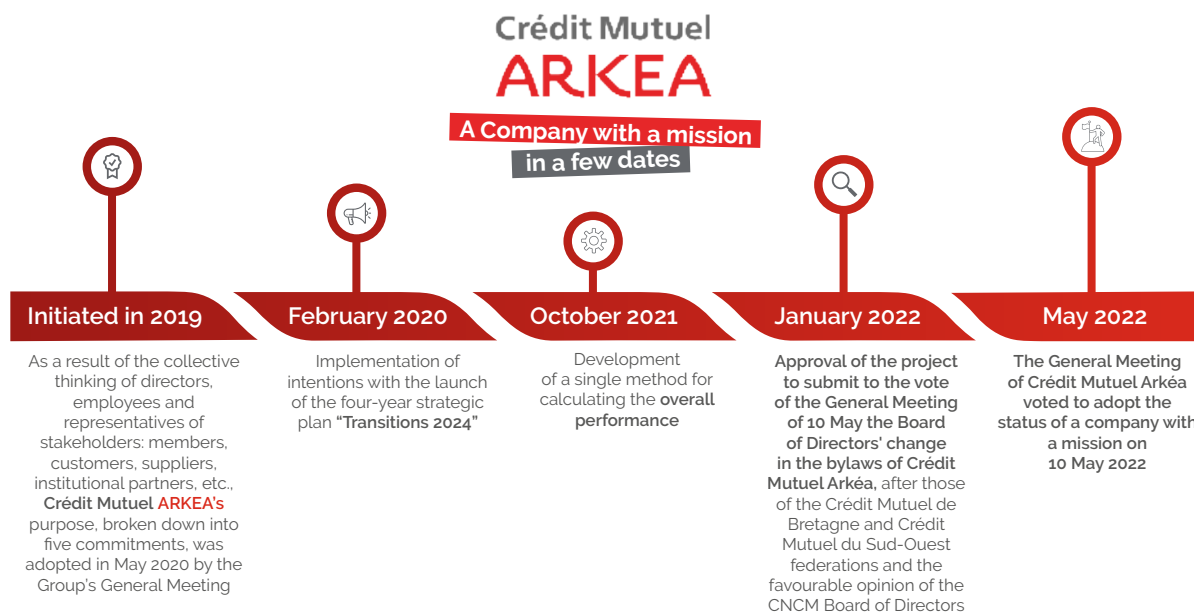 Crédit Mutuel
ARKEA
A Company with a mission
in a few dates
Initiated in 2019
As a result of the collective
thinking of directors,
employees and
representatives of
stakeholders: members,
customers, suppliers,
institutional partners, etc.,
Crédit Mutuel ARKEA's
purpose, broken down into
five commitments, was
adopted in May 2020 by the
Group's General Meeting
February 2020
Implementation of
intentions with the launch
of the four-year strategic
plan “Transitions 2024”
October 2021
Development
of a single method for
calculating the overall
performance
January 2022
Approval of the project
to submit to the vote
of the General Meeting
of 10 May the Board
of Directors' change
in the bylaws of Crédit
Mutuel Arkéa, after those
of the Crédit Mutuel de
Bretagne and Crédit
Mutuel du Sud-Ouest
federations and the
favourable opinion of the
CNCM Board of Directors
May 2022
The General Meeting
of Crédit Mutuel Arkéa
voted to adopt the
status of a company with
a mission on
10 May 2022